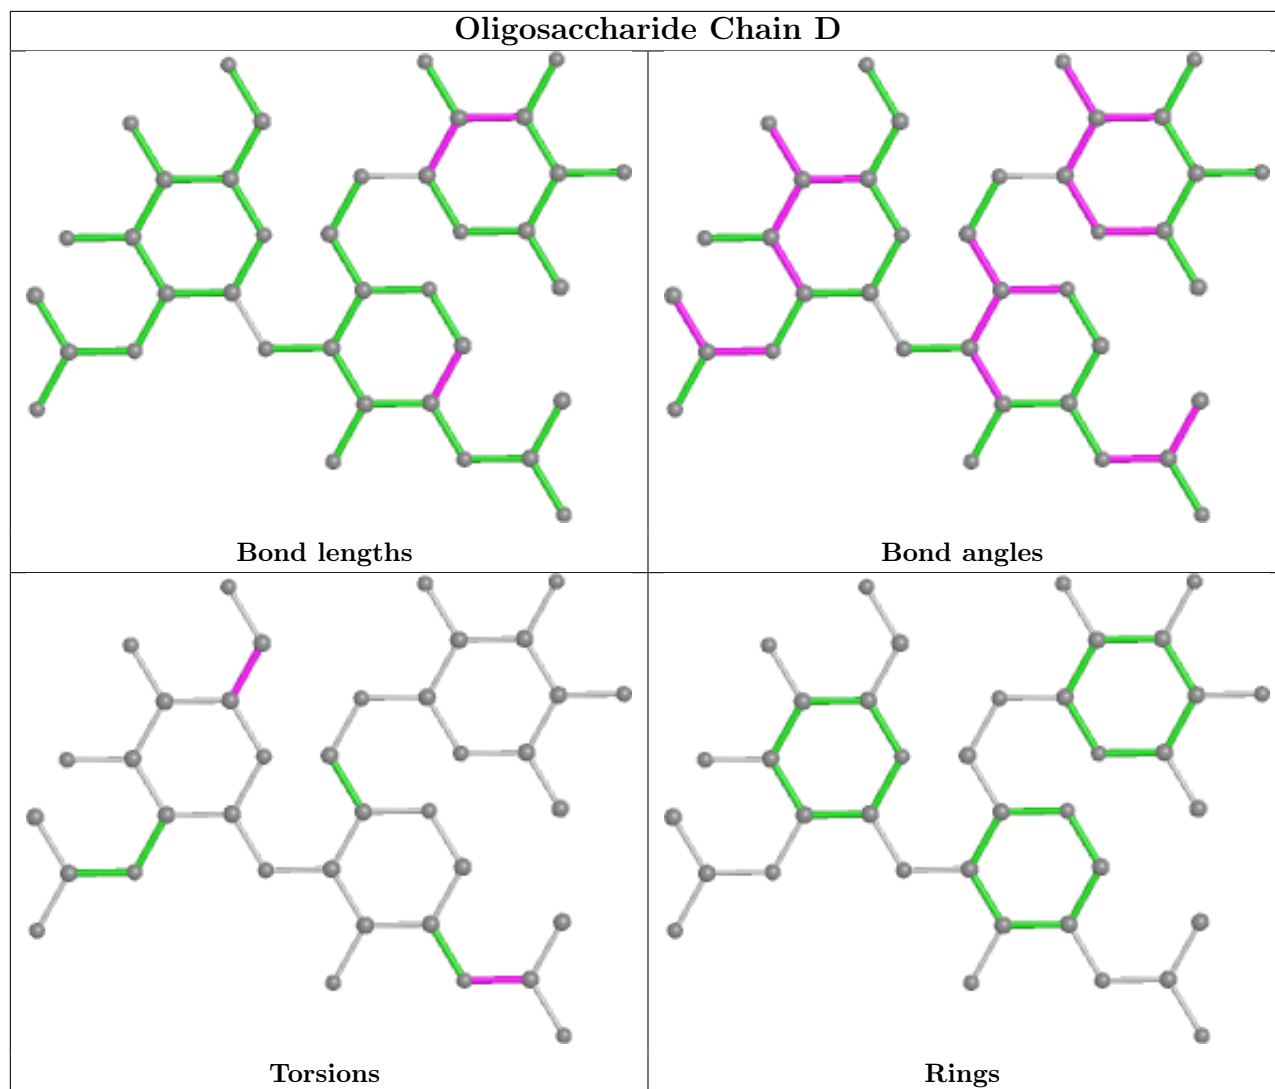 Oligosaccharide Chain D
Bond lengths
Bond angles
Torsions
Rings